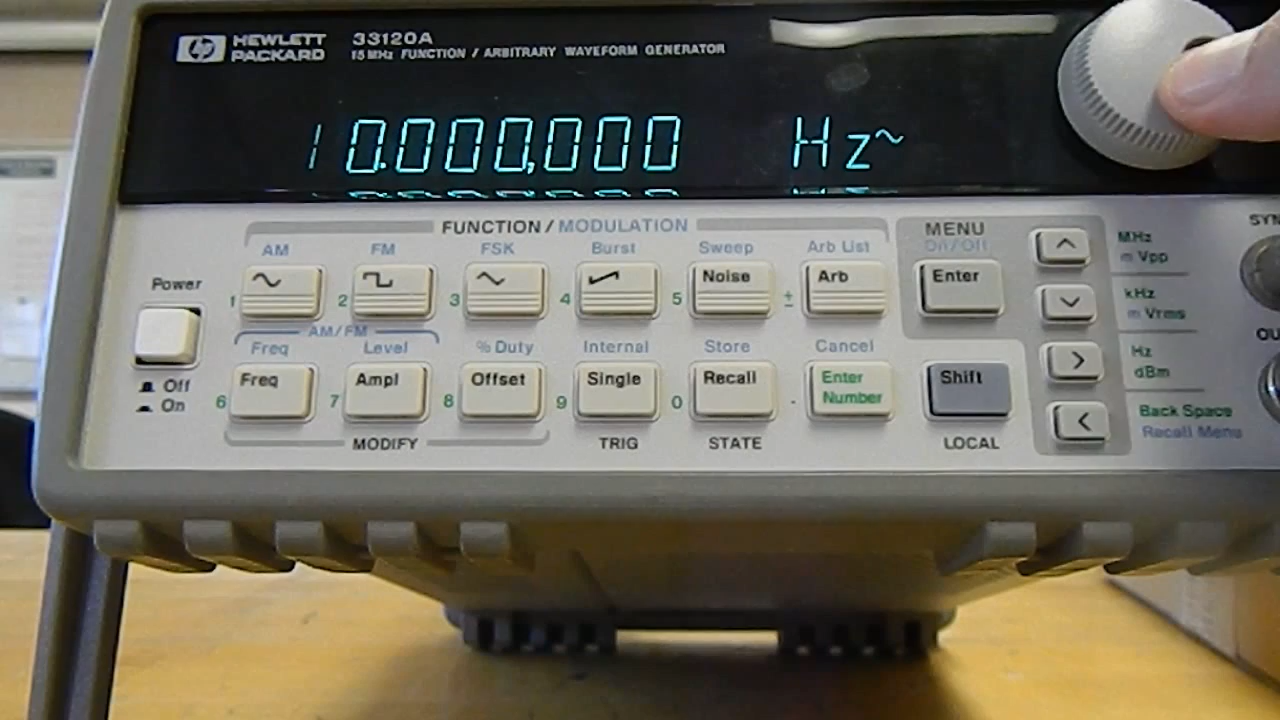 hp HEWLETT PACKARD 33120A
15 MHz FUNCTION / ARBITRARY WAVEFORM GENERATOR
10.000,000 Hz~
FUNCTION / MODULATION
MENU
On/Off
AM FM FSK Burst Sweep Arb List
Power
1 2 3 4 5 Noise ± Arb Enter
MHz
m Vpp
kHz
m Vrms
AM/FM
Freq Level % Duty Internal Store Cancel
Off
On
6 Freq 7 Ampl 8 Offset 9 Single 0 Recall . Enter Number Shift
Hz
dBm
Back Space
Recall Menu
MODIFY TRIG STATE LOCAL